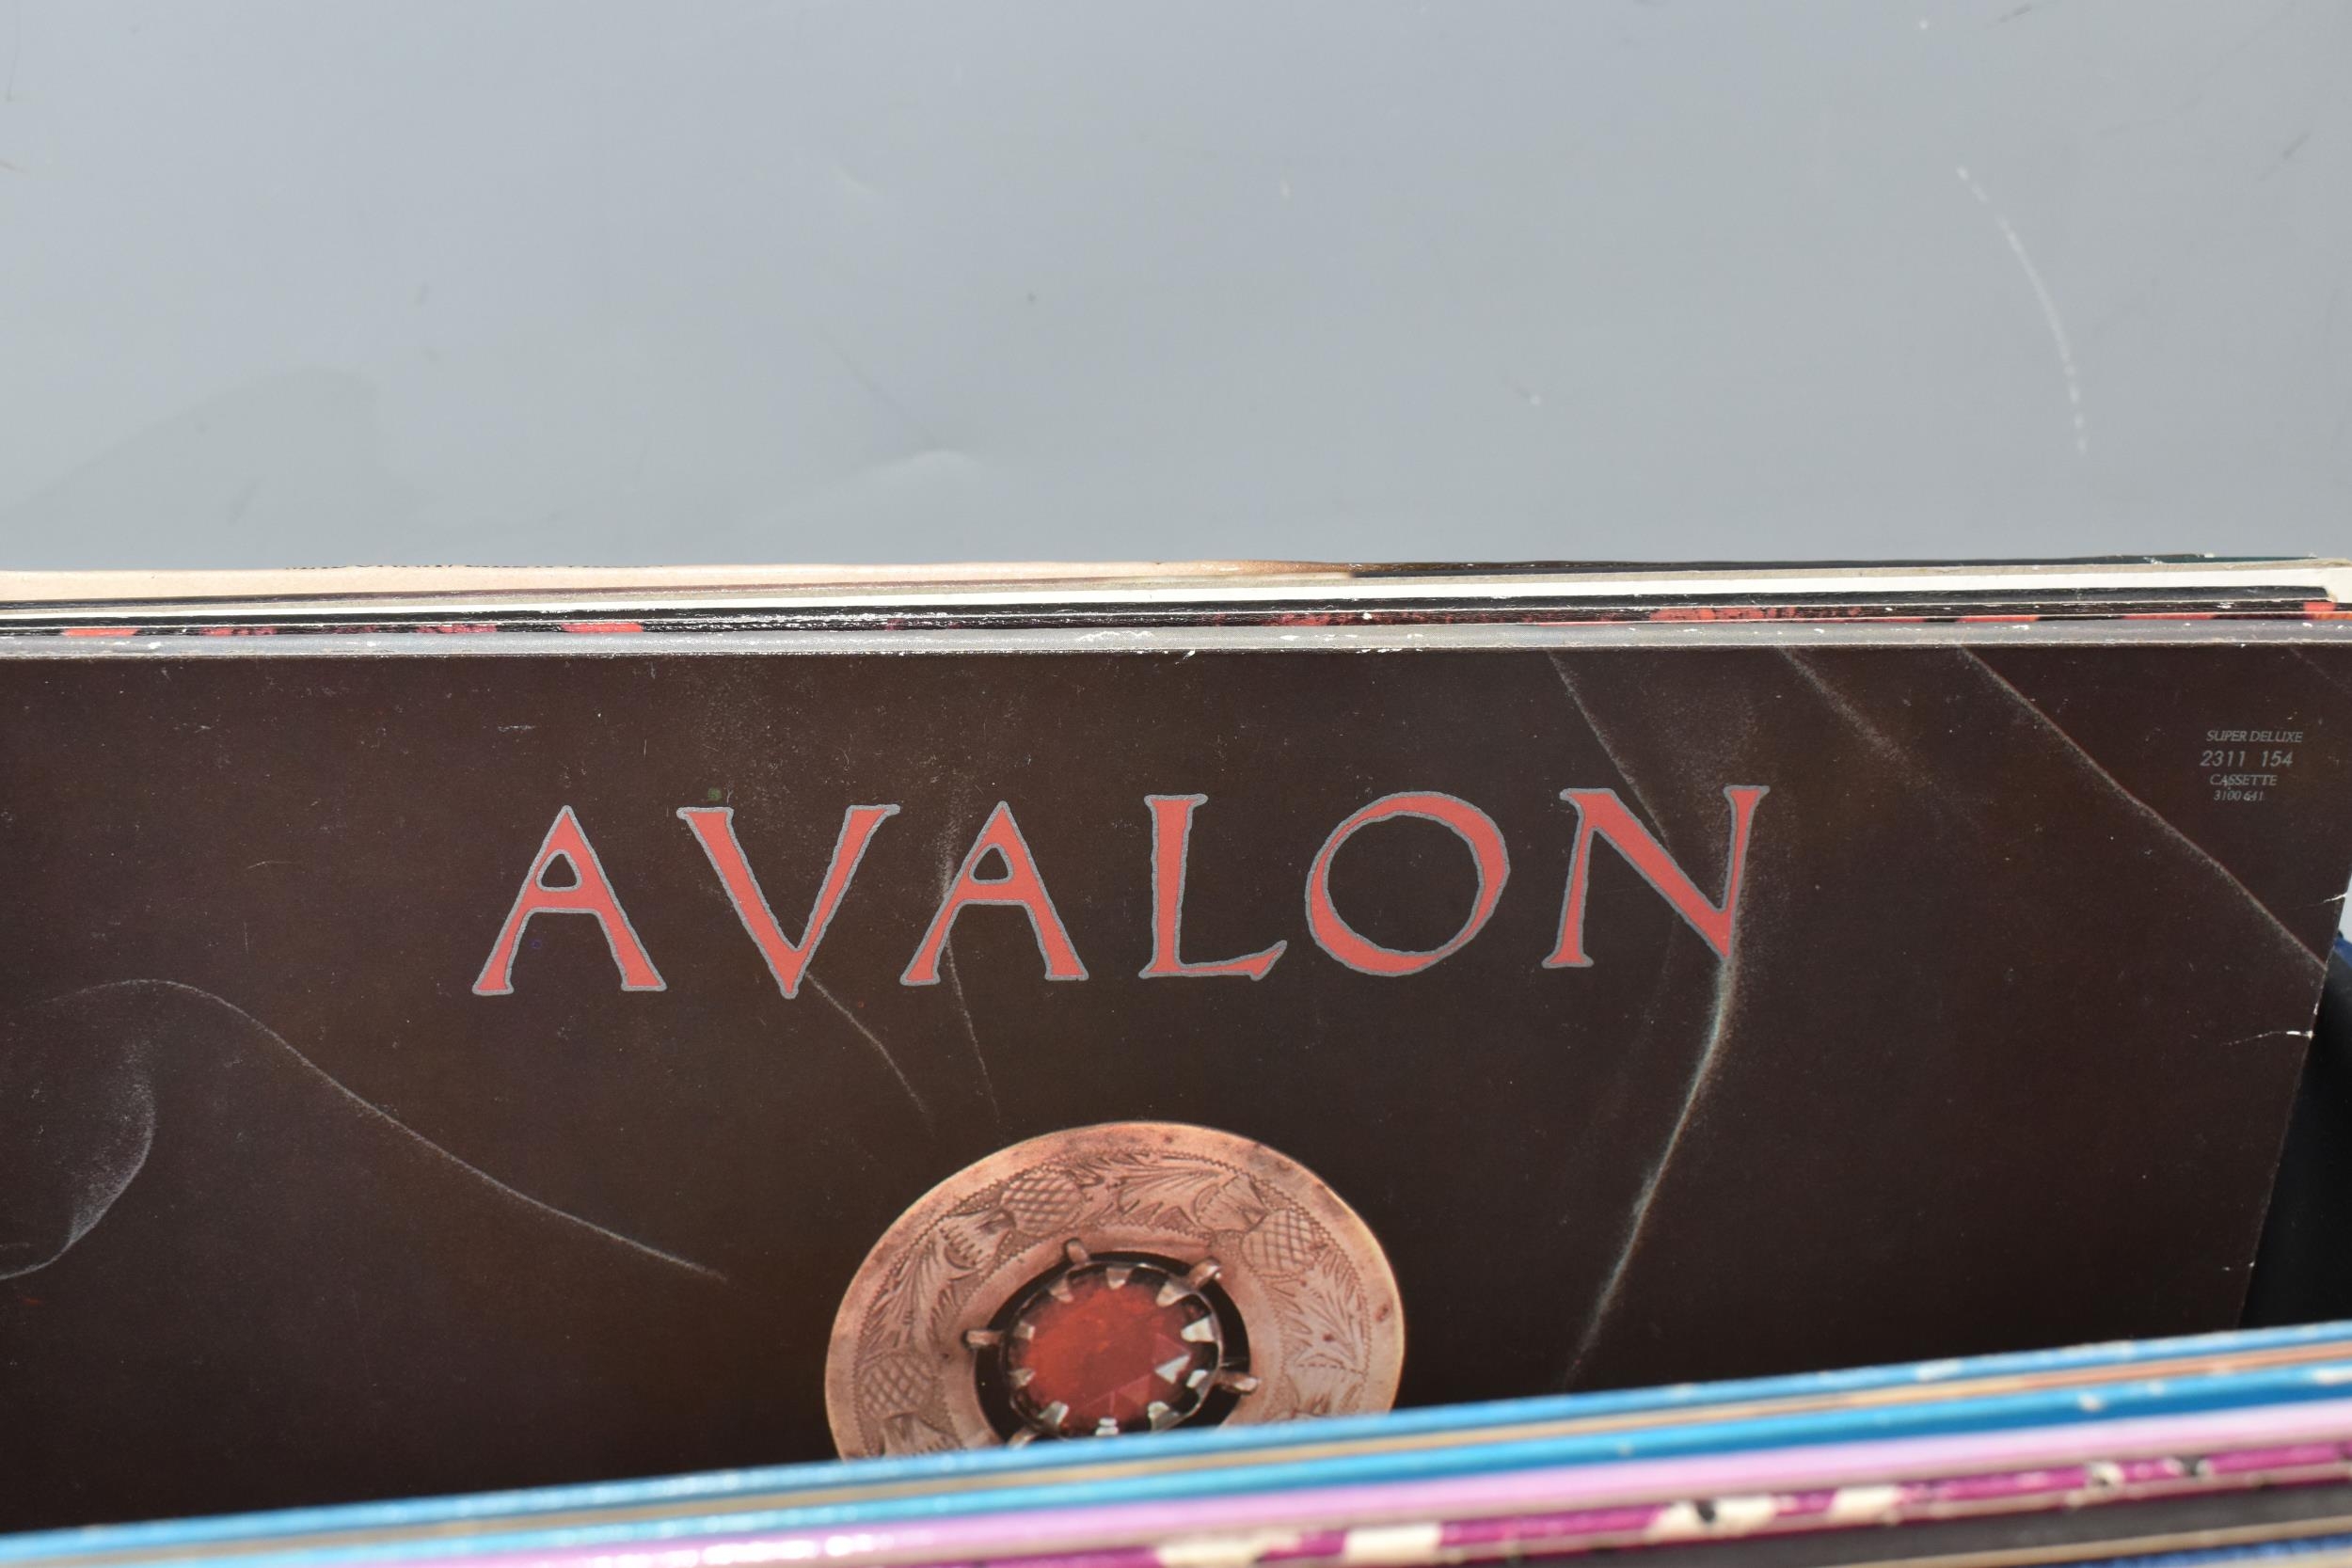 AVALON
SUPER DELUXE
2311 154
CASSETTE
3100 641